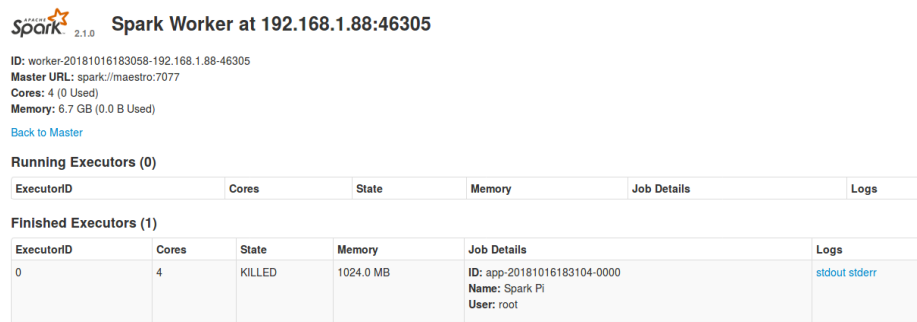 APACHE Spark 2.1.0 Spark Worker at 192.168.1.88:46305
ID: worker-20181016183058-192.168.1.88-46305
Master URL: spark://maestro:7077
Cores: 4 (0 Used)
Memory: 6.7 GB (0.0 B Used)
Back to Master
Running Executors (0)
ExecutorID Cores State Memory Job Details Logs
Finished Executors (1)
ExecutorID Cores State Memory Job Details Logs
0 4 KILLED 1024.0 MB ID: app-20181016183104-0000 stdout stderr
Name: Spark Pi
User: root